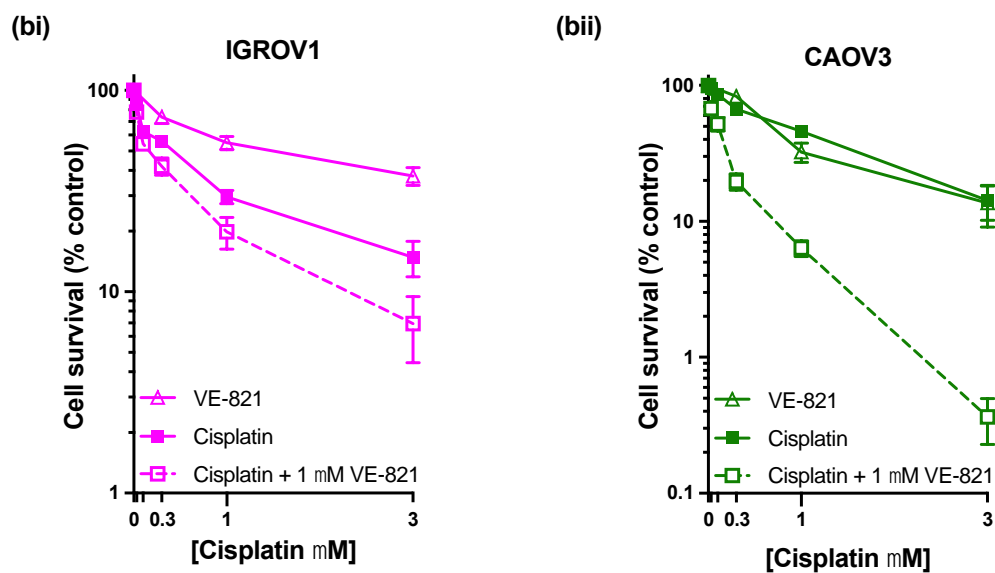 (bi)
IGROV1
100
10
1
Cell survival (% control)
VE-821
Cisplatin
Cisplatin + 1 mM VE-821
0 0.3 1 3
[Cisplatin mM]
(bii)
CAOV3
100
10
1
0.1
Cell survival (% control)
VE-821
Cisplatin
Cisplatin + 1 mM VE-821
0 0.3 1 3
[Cisplatin mM]